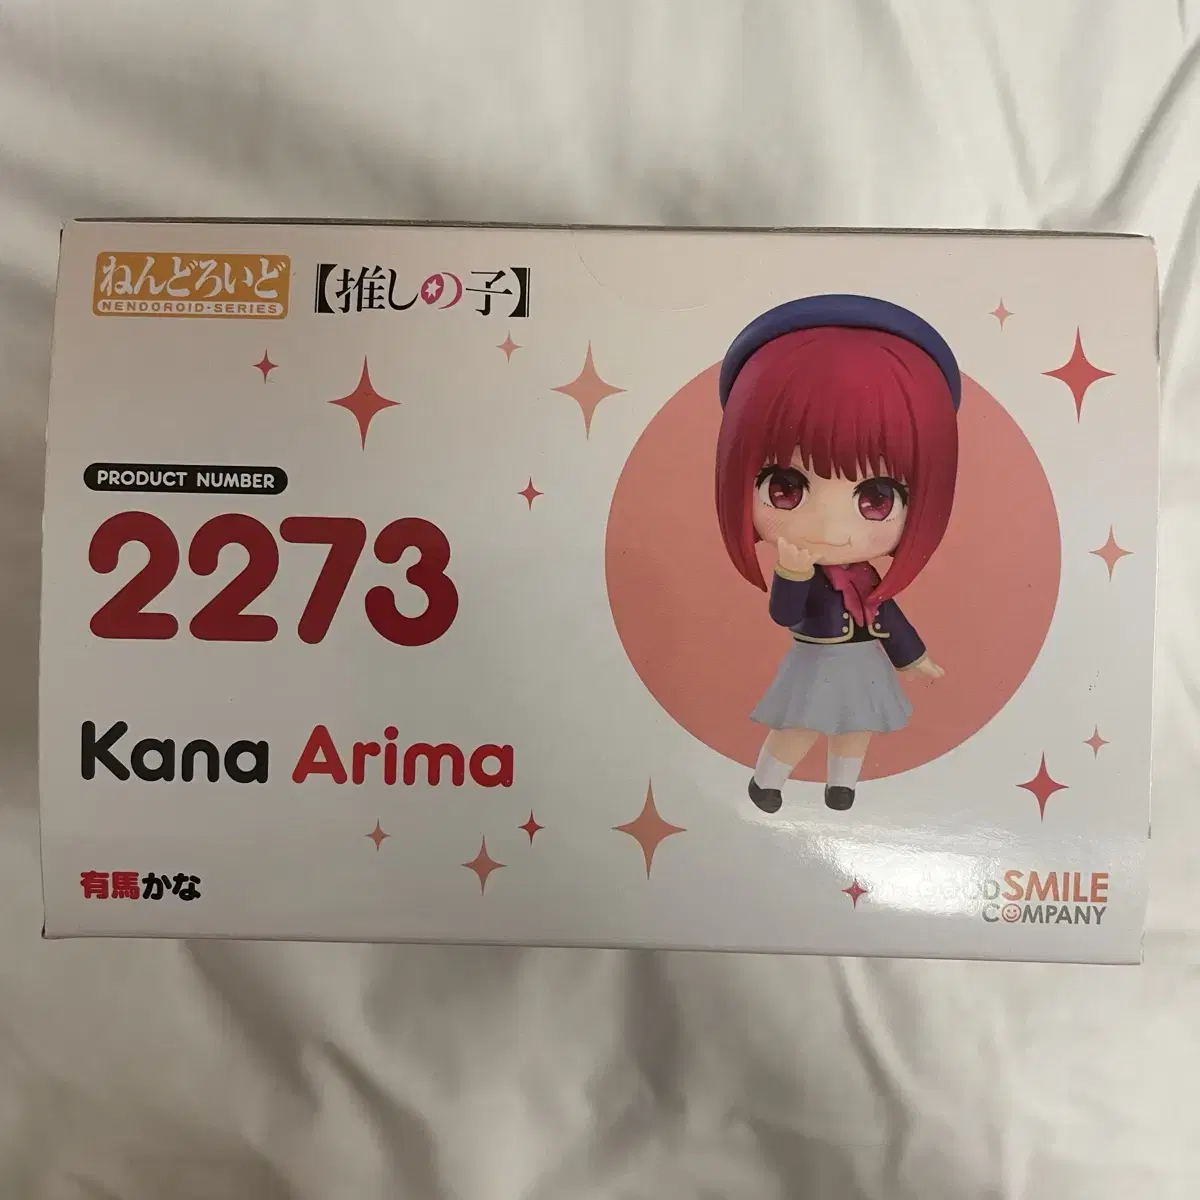 ねんどろいど
NENDOROID-SERIES
【推しの子】
PRODUCT NUMBER
2273
Kana Arima
有馬かな
GOOD SMILE
COMPANY